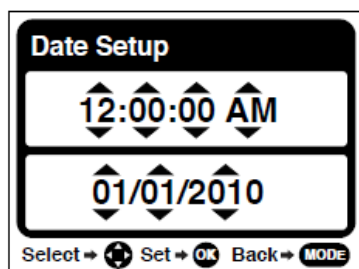 Date Setup
12:00:00 AM
01/01/2010
Select → Set → OK Back → MODE